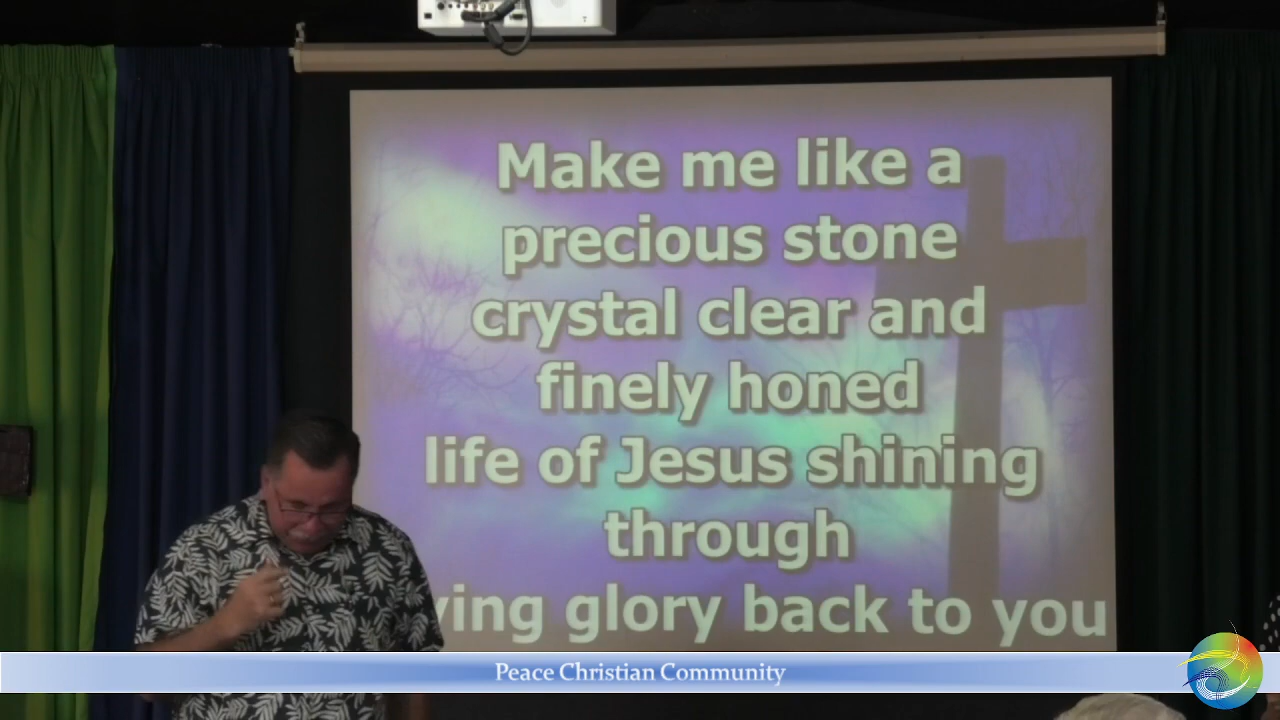 Make me like a
precious stone
crystal clear and
finely honed
life of Jesus shining
through
ving glory back to you
Peace Christian Community